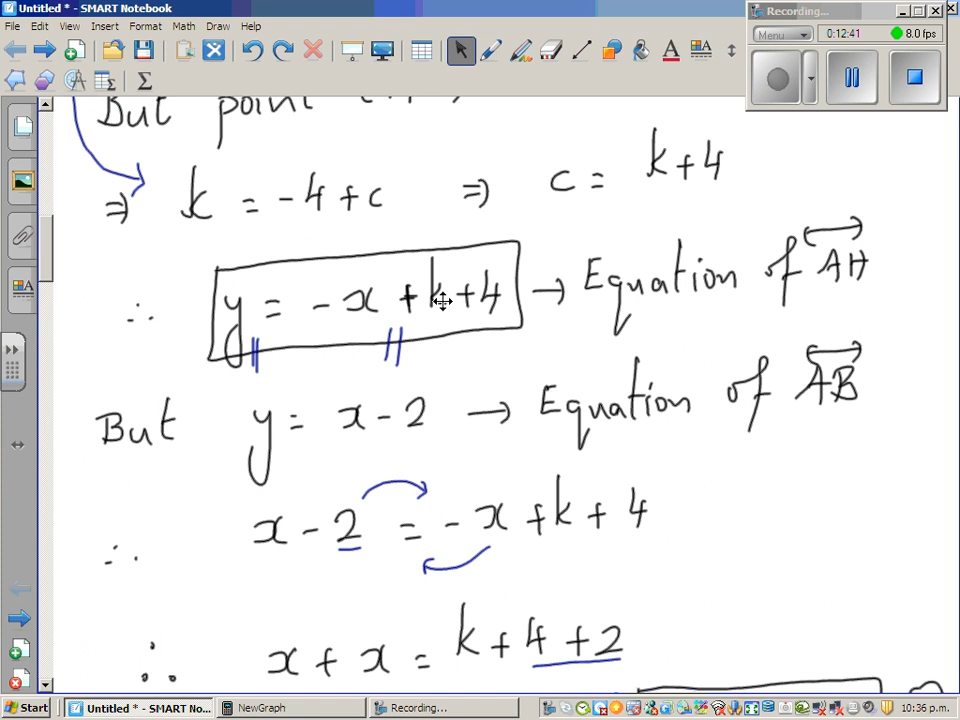 Untitled * - SMART Notebook
File Edit View Insert Format Math Draw Help
Recording...
Menu 0:12:41 8.0 fps
But point
⇒ k = -4 + c ⇒ c = k + 4
∴ y = - x + k + 4 → Equation of AH
But y = x - 2 → Equation of AB
∴ x - 2 = - x + k + 4
∴ x + x = k + 4 + 2
Start Untitled * - SMART No... NewGraph Recording... 10:36 p.m.